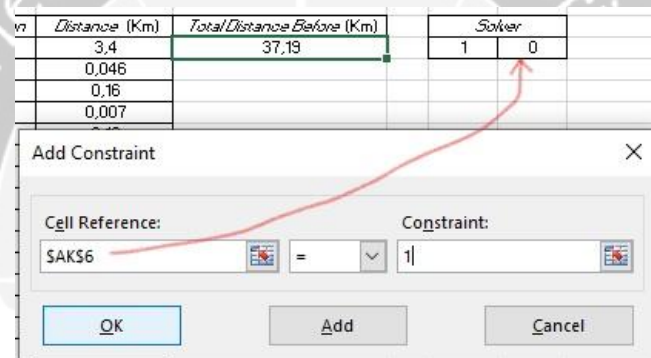 n Distance (Km) Total Distance Before (Km) Solver
3,4 37,19 1 0
0,046
0,16
0,007
Add Constraint
Cell Reference: Constraint:
$AK$6 = 1
OK Add Cancel